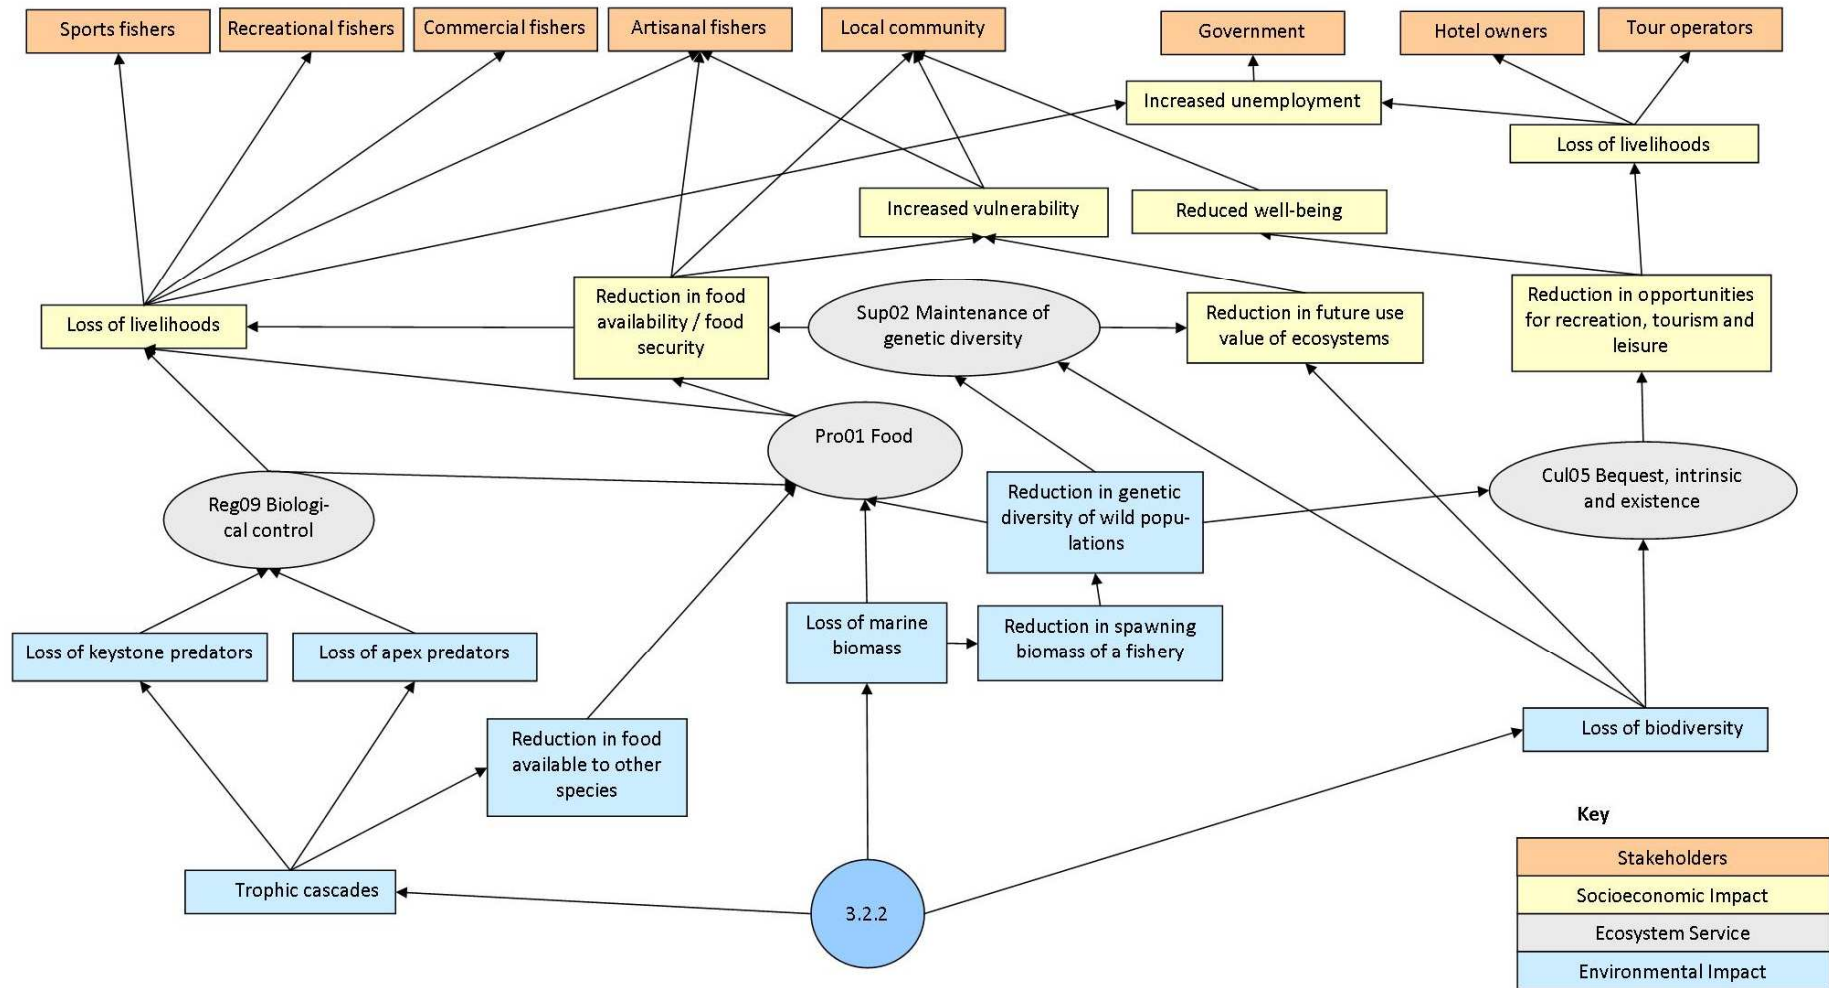 Sports fishers
Recreational fishers
Commercial fishers
Artisanal fishers
Local community
Government
Hotel owners
Tour operators
Increased unemployment
Loss of livelihoods
Increased vulnerability
Reduced well-being
Loss of livelihoods
Reduction in food
availability / food
security
Sup02 Maintenance of
genetic diversity
Reduction in future use
value of ecosystems
Reduction in opportunities
for recreation, tourism and
leisure
Pro01 Food
Reg09 Biologi-
cal control
Reduction in genetic
diversity of wild popu-
lations
Cul05 Bequest, intrinsic
and existence
Loss of keystone predators
Loss of apex predators
Loss of marine
biomass
Reduction in spawning
biomass of a fishery
Reduction in food
available to other
species
Loss of biodiversity
Trophic cascades
3.2.2
Key
Stakeholders
Socioeconomic Impact
Ecosystem Service
Environmental Impact